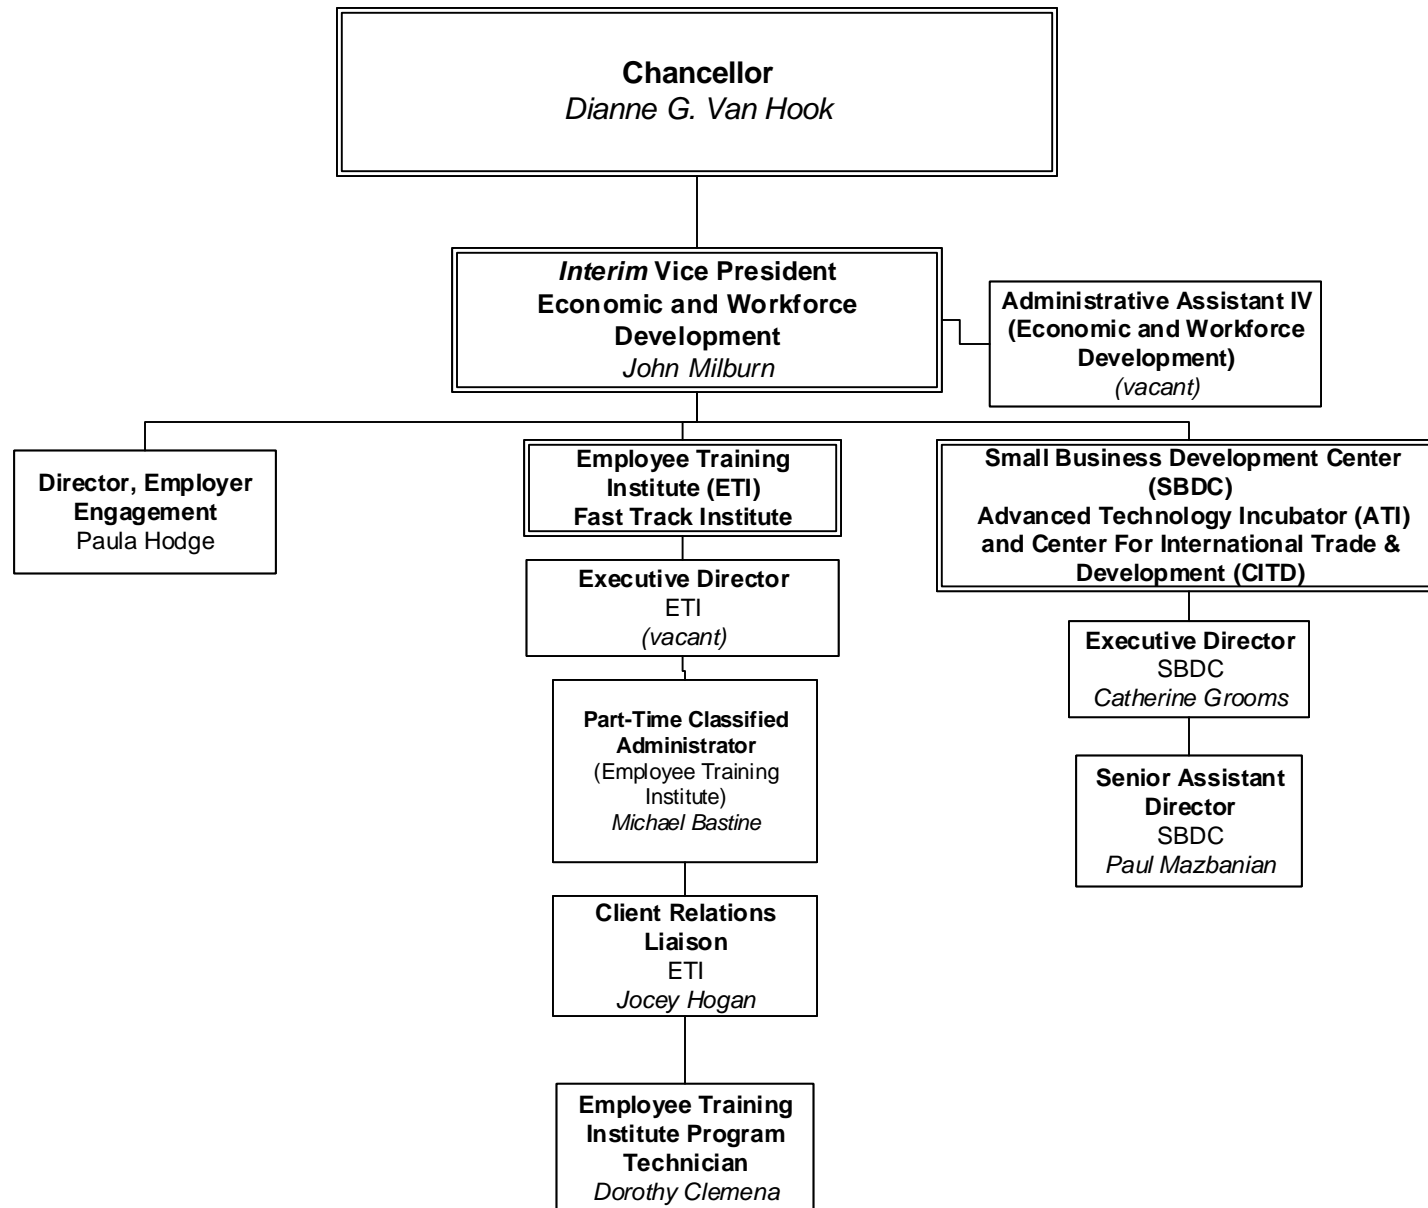 Chancellor
Dianne G. Van Hook
Interim Vice President
Economic and Workforce
Development
John Milburn
Administrative Assistant IV
(Economic and Workforce
Development)
(vacant)
Director, Employer
Engagement
Paula Hodge
Employee Training
Institute (ETI)
Fast Track Institute
Executive Director
ETI
(vacant)
Part-Time Classified
Administrator
(Employee Training
Institute)
Michael Bastine
Client Relations
Liaison
ETI
Jocey Hogan
Employee Training
Institute Program
Technician
Dorothy Clemena
Small Business Development Center
(SBDC)
Advanced Technology Incubator (ATI)
and Center For International Trade &
Development (CITD)
Executive Director
SBDC
Catherine Grooms
Senior Assistant
Director
SBDC
Paul Mazbanian